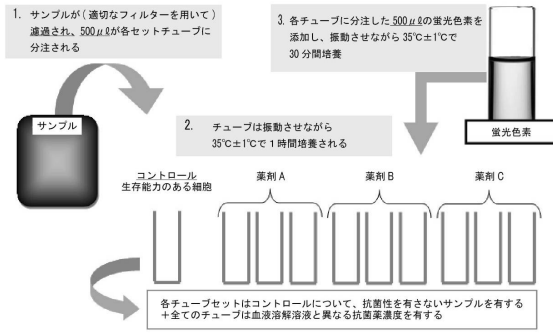 1. サンプルが(適切なフィルターを用いて)
濾過され、500μℓが各セットチューブに
分注される
3. 各チューブに分注した500μℓの蛍光色素を
添加し、振動させながら35℃±1℃で
30分間培養
サンプル
2. チューブは振動させながら
35℃±1℃で1時間培養される
蛍光色素
コントロール
生存能力のある細胞
薬剤A
薬剤B
薬剤C
各チューブセットはコントロールについて、抗菌性を有さないサンプルを有する
+全てのチューブは血液溶解溶液と異なる抗菌薬濃度を有する